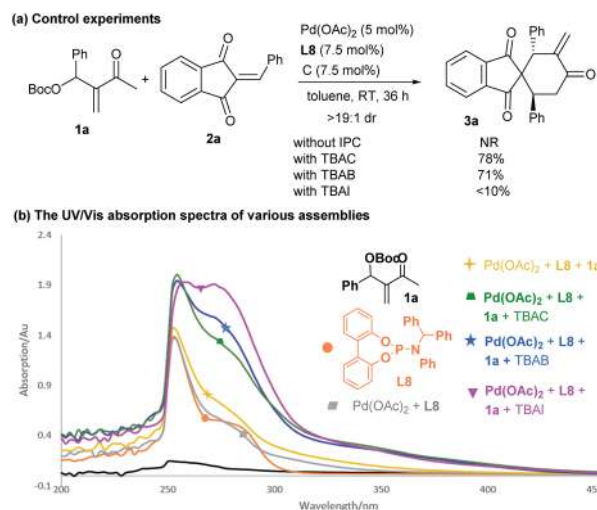 (a) Control experiments
Ph
O
BocO
1a
+
O
Ph
O
2a
Pd(OAc)2 (5 mol%)
L8 (7.5 mol%)
C (7.5 mol%)
toluene, RT, 36 h
>19:1 dr
O
Ph
O
O
Ph
3a
without IPC NR
with TBAC 78%
with TBAB 71%
with TBAI <10%
(b) The UV/Vis absorption spectra of various assemblies
Absorption/Au
2.4
1.9
1.4
0.9
0.4
-0.1
200 250 300 350 400 450
Wavelength/nm
OBocO
Ph
1a
O
O
P N
Ph
Ph
Ph
L8
Pd(OAc)2 + L8
Pd(OAc)2 + L8 + 1a
Pd(OAc)2 + L8 +
1a + TBAC
Pd(OAc)2 + L8 +
1a + TBAB
Pd(OAc)2 + L8 +
1a + TBAI